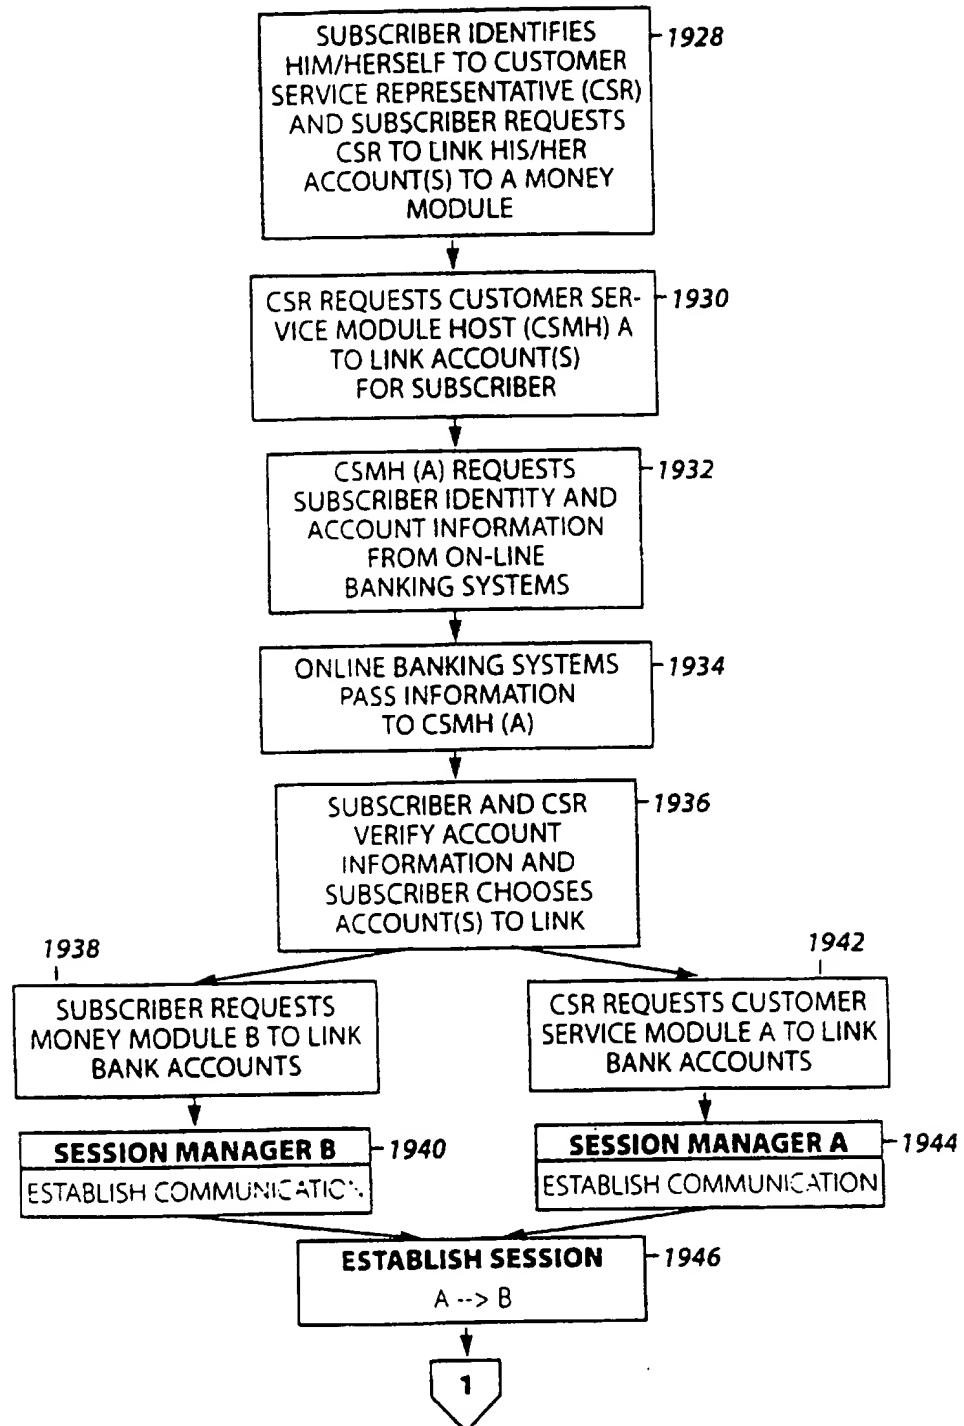 SUBSCRIBER IDENTIFIES
HIM/HERSELF TO CUSTOMER
SERVICE REPRESENTATIVE (CSR)
AND SUBSCRIBER REQUESTS
CSR TO LINK HIS/HER
ACCOUNT(S) TO A MONEY
MODULE
1928
CSR REQUESTS CUSTOMER SER-
VICE MODULE HOST (CSMH) A
TO LINK ACCOUNT(S)
FOR SUBSCRIBER
1930
CSMH (A) REQUESTS
SUBSCRIBER IDENTITY AND
ACCOUNT INFORMATION
FROM ON-LINE
BANKING SYSTEMS
1932
ONLINE BANKING SYSTEMS
PASS INFORMATION
TO CSMH (A)
1934
SUBSCRIBER AND CSR
VERIFY ACCOUNT
INFORMATION AND
SUBSCRIBER CHOOSES
ACCOUNT(S) TO LINK
1936
1938
SUBSCRIBER REQUESTS
MONEY MODULE B TO LINK
BANK ACCOUNTS
1942
CSR REQUESTS CUSTOMER
SERVICE MODULE A TO LINK
BANK ACCOUNTS
SESSION MANAGER B
1940
ESTABLISH COMMUNICATION
SESSION MANAGER A
1944
ESTABLISH COMMUNICATION
ESTABLISH SESSION
1946
A --> B
1